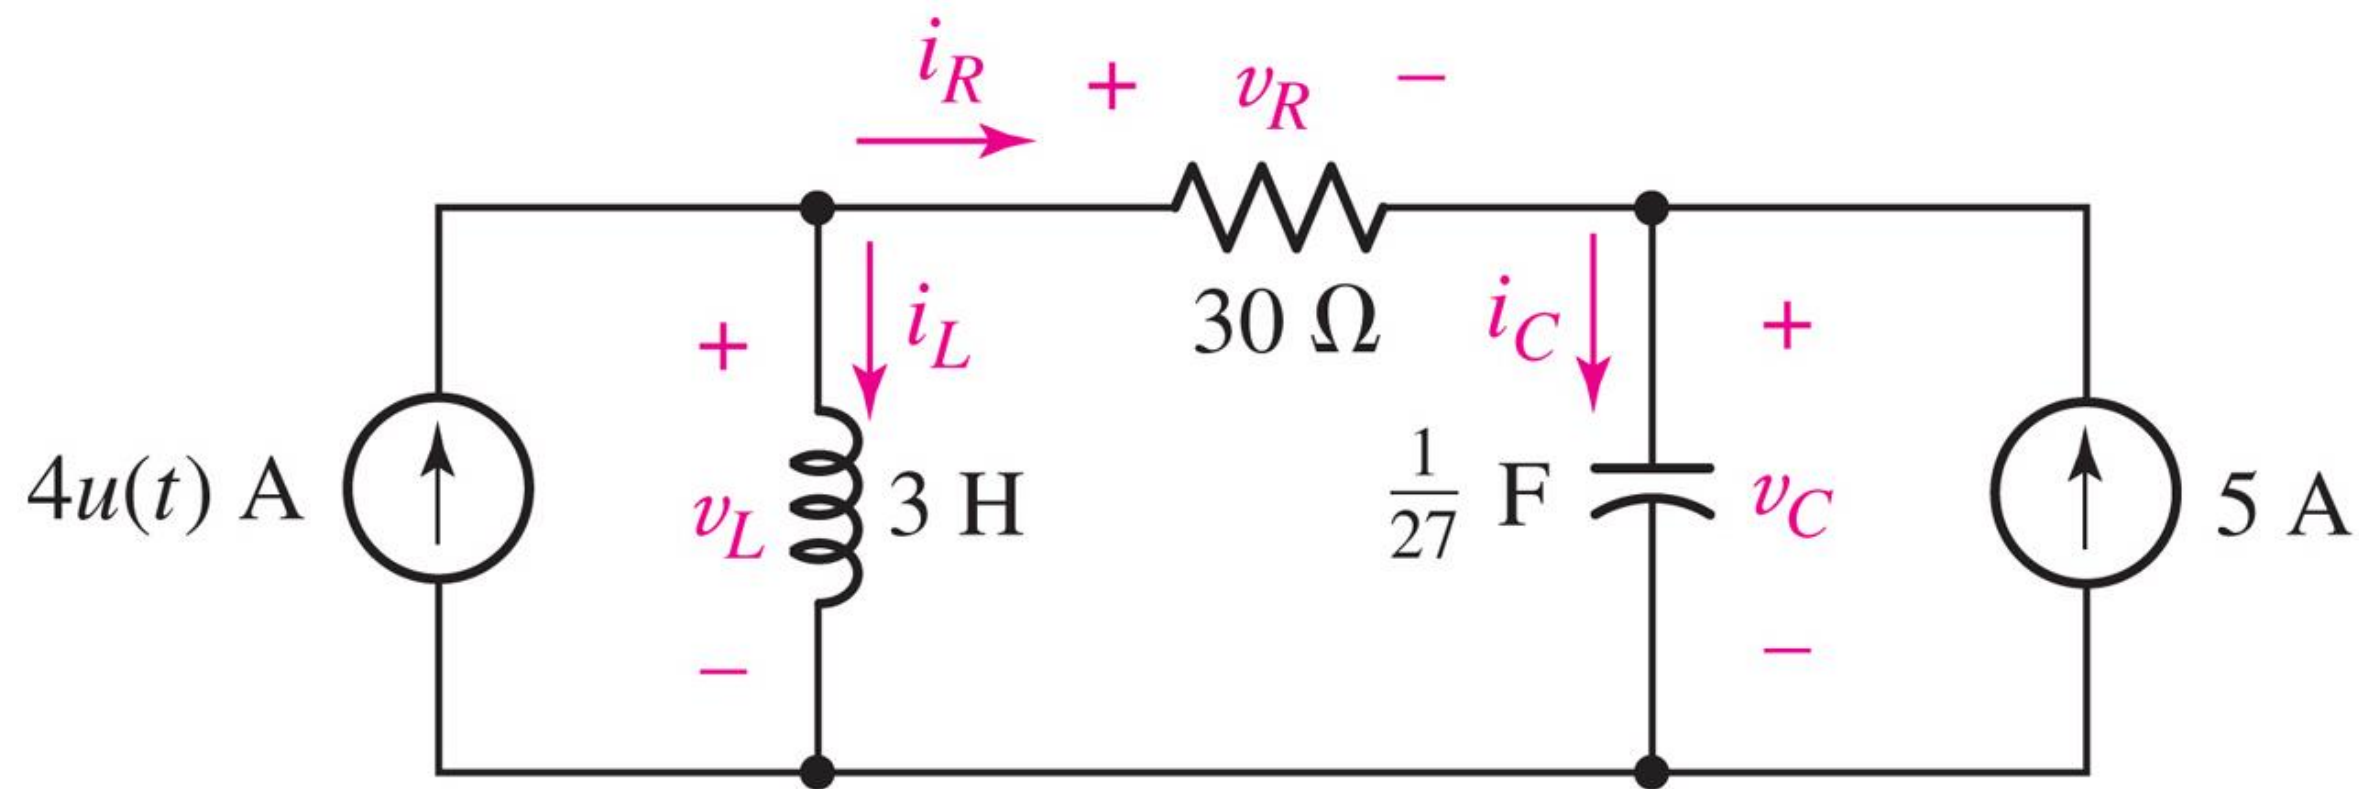 i_R + v_R −
30 Ω
+ i_L
i_C +
4u(t) A
v_L 3 H
1/27 F v_C
5 A
− −